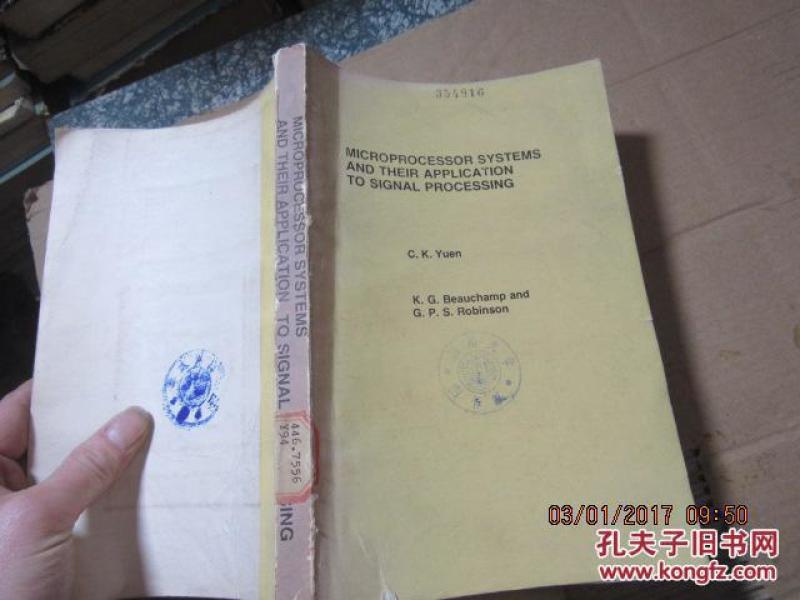 354916
MICROPROCESSOR SYSTEMS
AND THEIR APPLICATION
TO SIGNAL PROCESSING
C. K. Yuen
K. G. Beauchamp and
G. P. S. Robinson
MICROPROCESSOR SYSTEMS
AND THEIR APPLICATION TO SIGNAL
SING
446.7556
Y94
03/01/2017 09:50
孔夫子旧书网
www.kongfz.com